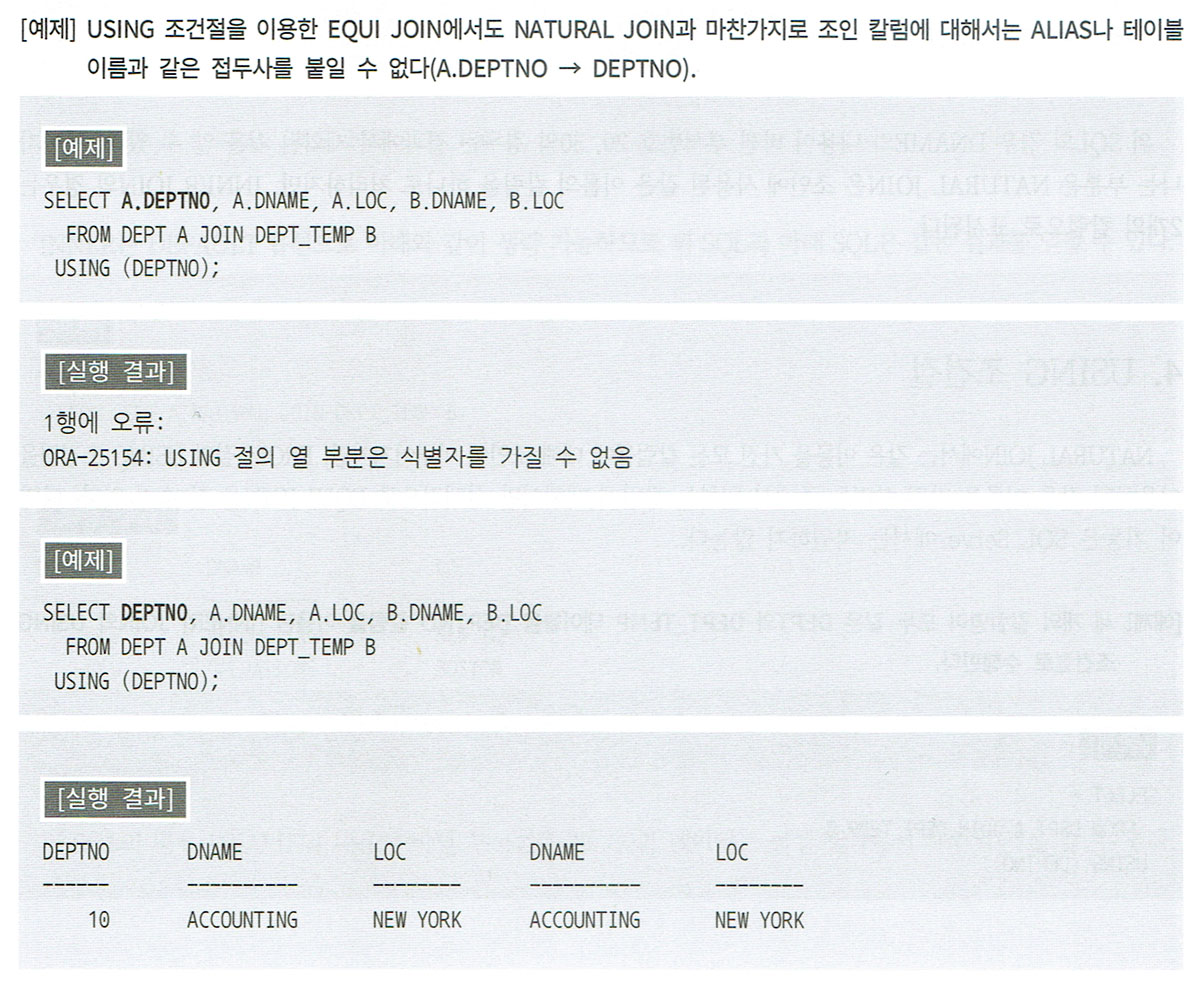 [예제] USING 조건절을 이용한 EQUI JOIN에서도 NATURAL JOIN과 마찬가지로 조인 칼럼에 대해서는 ALIAS나 테이블
이름과 같은 접두사를 붙일 수 없다(A.DEPTNO → DEPTNO).
[예제]
SELECT A.DEPTNO, A.DNAME, A.LOC, B.DNAME, B.LOC
FROM DEPT A JOIN DEPT_TEMP B
USING (DEPTNO);
[실행 결과]
1행에 오류:
ORA-25154: USING 절의 열 부분은 식별자를 가질 수 없음
[예제]
SELECT DEPTNO, A.DNAME, A.LOC, B.DNAME, B.LOC
FROM DEPT A JOIN DEPT_TEMP B
USING (DEPTNO);
[실행 결과]
DEPTNO DNAME LOC DNAME LOC
------ ---------- -------- ---------- --------
10 ACCOUNTING NEW YORK ACCOUNTING NEW YORK